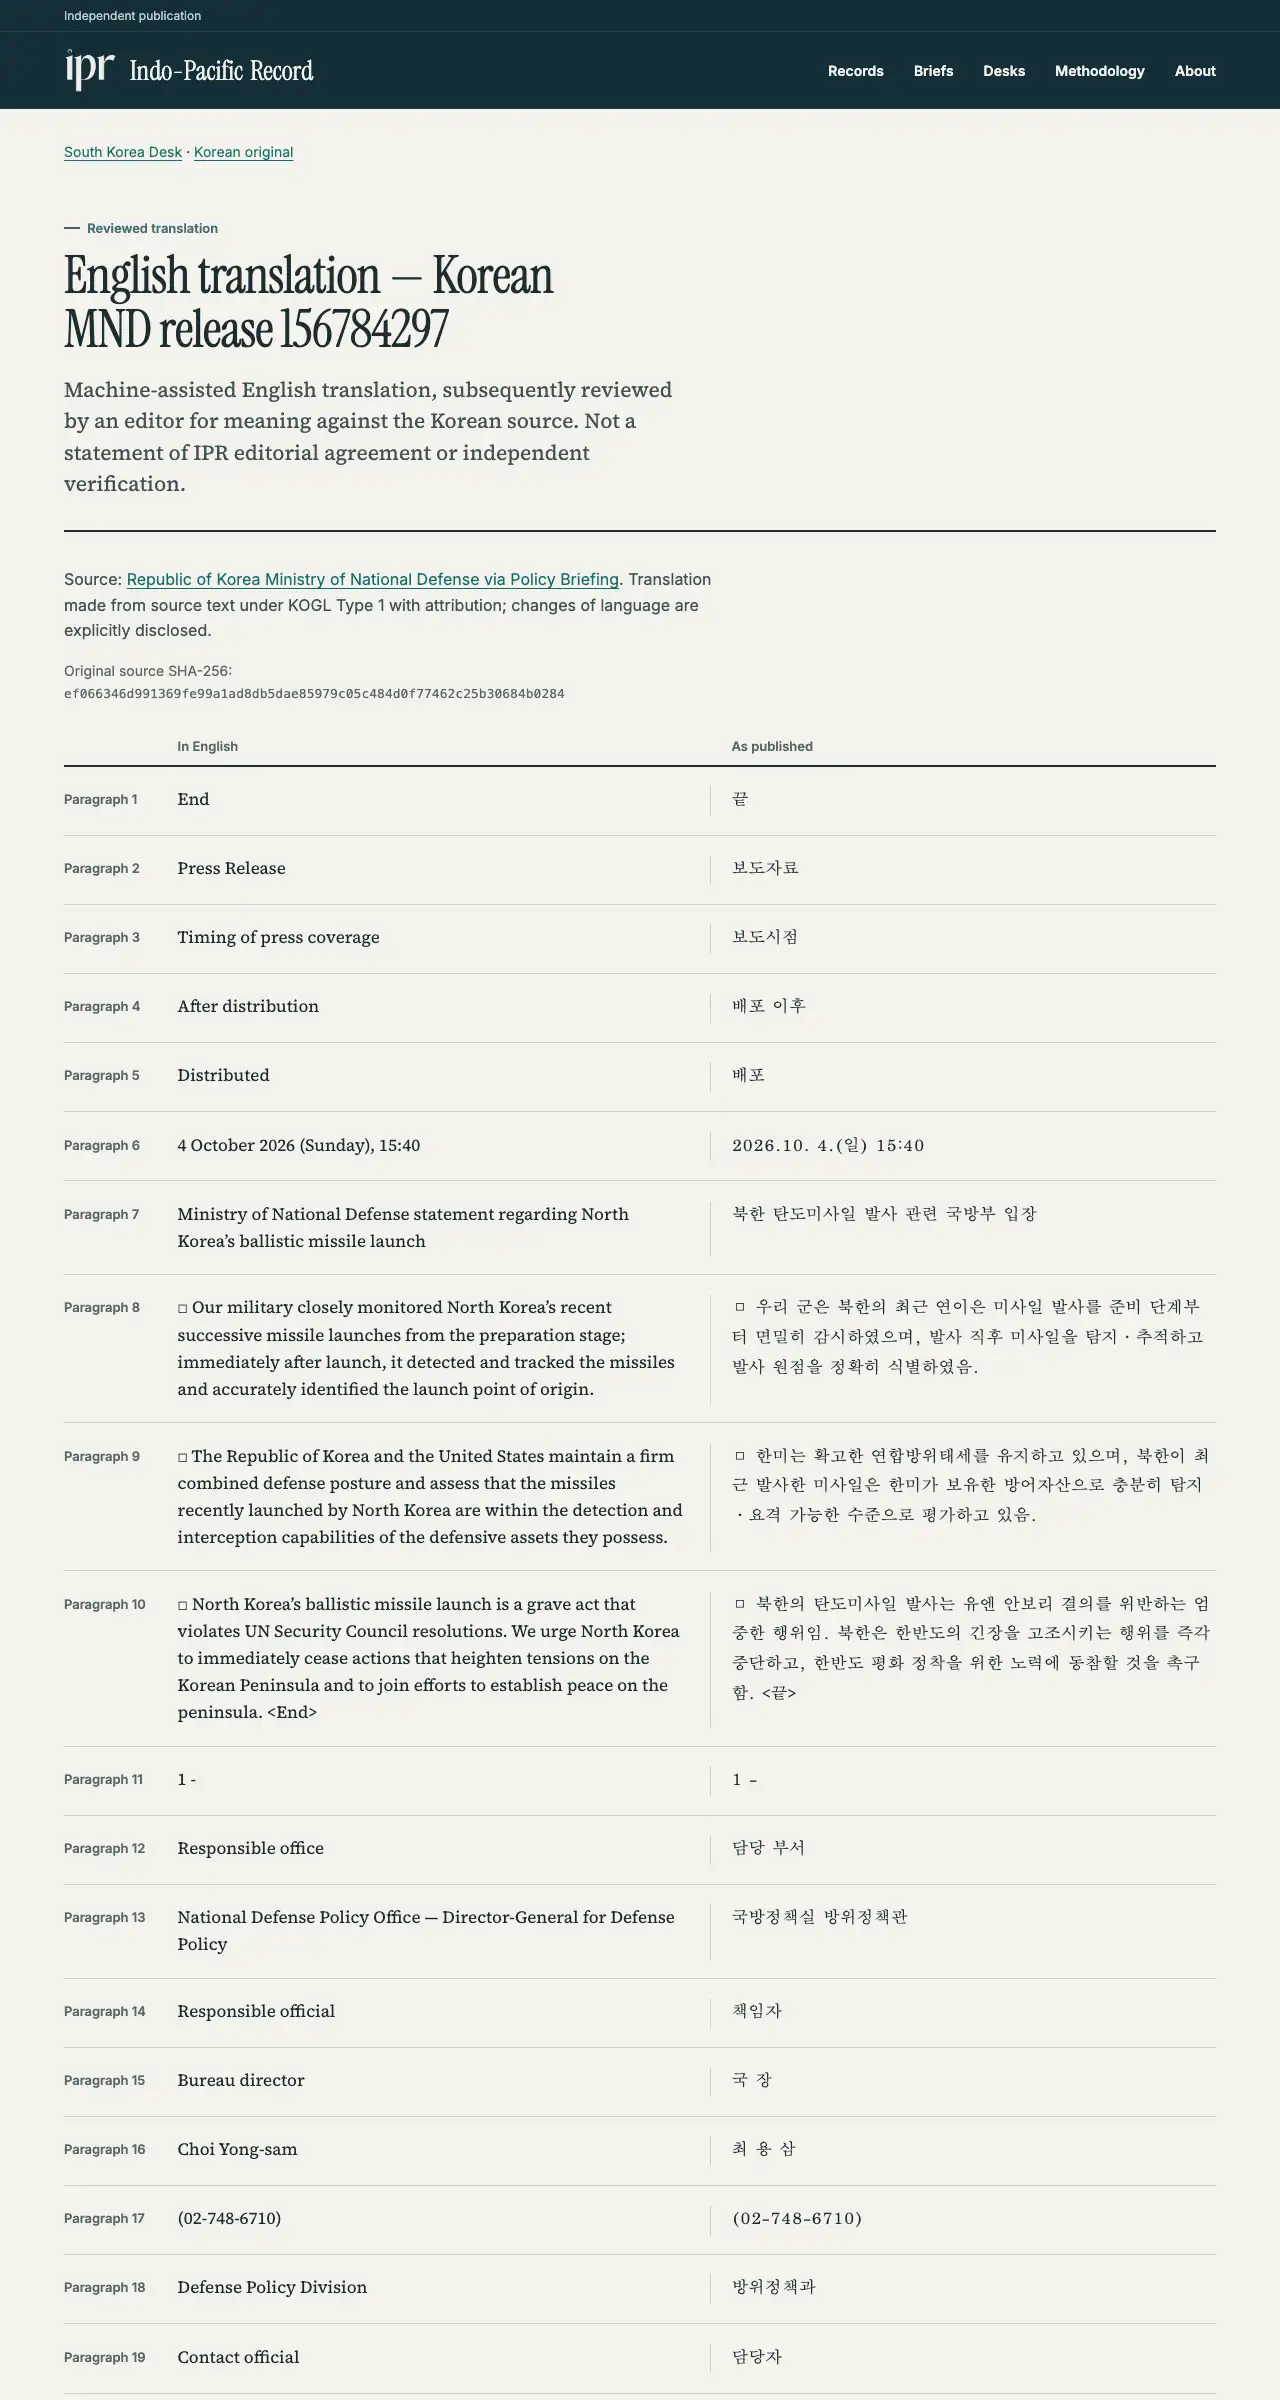 Independent publication
ipr Indo-Pacific Record
Records Briefs Desks Methodology About
South Korea Desk · Korean original
— Reviewed translation
English translation — Korean
MND release 156784297
Machine-assisted English translation, subsequently reviewed
by an editor for meaning against the Korean source. Not a
statement of IPR editorial agreement or independent
verification.
Source: Republic of Korea Ministry of National Defense via Policy Briefing. Translation
made from source text under KOGL Type 1 with attribution; changes of language are
explicitly disclosed.
Original source SHA-256:
ef066346d991369fe99a1ad8db5dae85979c05c484d0f77462c25b30684b0284
In English
As published
Paragraph 1
End
끝
Paragraph 2
Press Release
보도자료
Paragraph 3
Timing of press coverage
보도시점
Paragraph 4
After distribution
배포 이후
Paragraph 5
Distributed
배포
Paragraph 6
4 October 2026 (Sunday), 15:40
2026.10. 4.(일) 15:40
Paragraph 7
Ministry of National Defense statement regarding North
Korea’s ballistic missile launch
북한 탄도미사일 발사 관련 국방부 입장
Paragraph 8
□ Our military closely monitored North Korea’s recent
successive missile launches from the preparation stage;
immediately after launch, it detected and tracked the missiles
and accurately identified the launch point of origin.
□ 우리 군은 북한의 최근 연이은 미사일 발사를 준비 단계부
터 면밀히 감시하였으며, 발사 직후 미사일을 탐지·추적하고
발사 원점을 정확히 식별하였음.
Paragraph 9
□ The Republic of Korea and the United States maintain a firm
combined defense posture and assess that the missiles
recently launched by North Korea are within the detection and
interception capabilities of the defensive assets they possess.
□ 한미는 확고한 연합방위태세를 유지하고 있으며, 북한이 최
근 발사한 미사일은 한미가 보유한 방어자산으로 충분히 탐지
·요격 가능한 수준으로 평가하고 있음.
Paragraph 10
□ North Korea’s ballistic missile launch is a grave act that
violates UN Security Council resolutions. We urge North Korea
to immediately cease actions that heighten tensions on the
Korean Peninsula and to join efforts to establish peace on the
peninsula. <End>
□ 북한의 탄도미사일 발사는 유엔 안보리 결의를 위반하는 엄
중한 행위임. 북한은 한반도의 긴장을 고조시키는 행위를 즉각
중단하고, 한반도 평화 정착을 위한 노력에 동참할 것을 촉구
함. <끝>
Paragraph 11
1 -
1 -
Paragraph 12
Responsible office
담당 부서
Paragraph 13
National Defense Policy Office — Director-General for Defense
Policy
국방정책실 방위정책관
Paragraph 14
Responsible official
책임자
Paragraph 15
Bureau director
국 장
Paragraph 16
Choi Yong-sam
최 용 삼
Paragraph 17
(02-748-6710)
(02-748-6710)
Paragraph 18
Defense Policy Division
방위정책과
Paragraph 19
Contact official
담당자